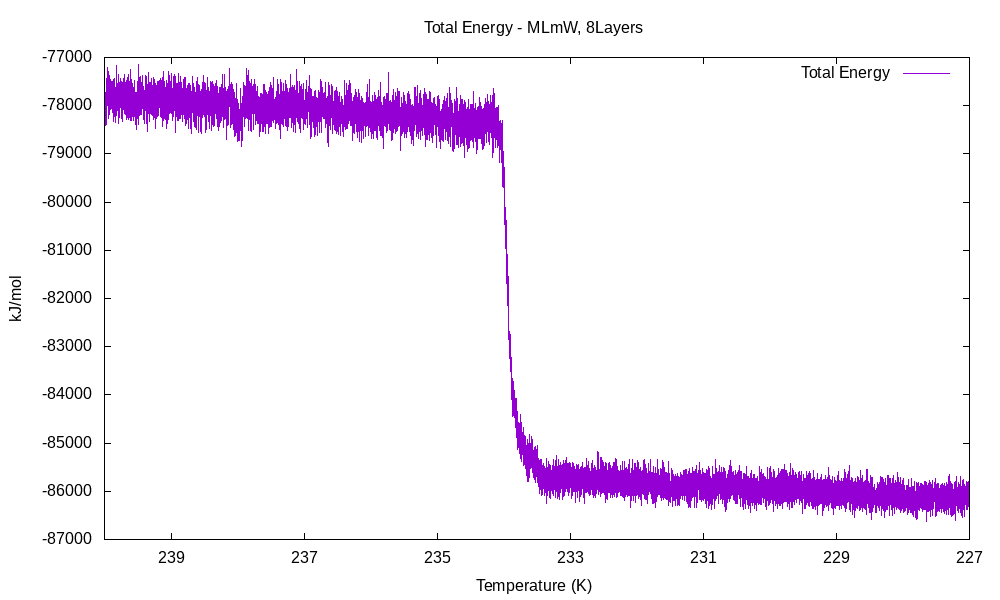 Total Energy - MLmW, 8Layers
-77000
Total Energy
-78000
-79000
-80000
-81000
-82000
-83000
-84000
-85000
-86000
-87000
kJ/mol
239 237 235 233 231 229 227
Temperature (K)